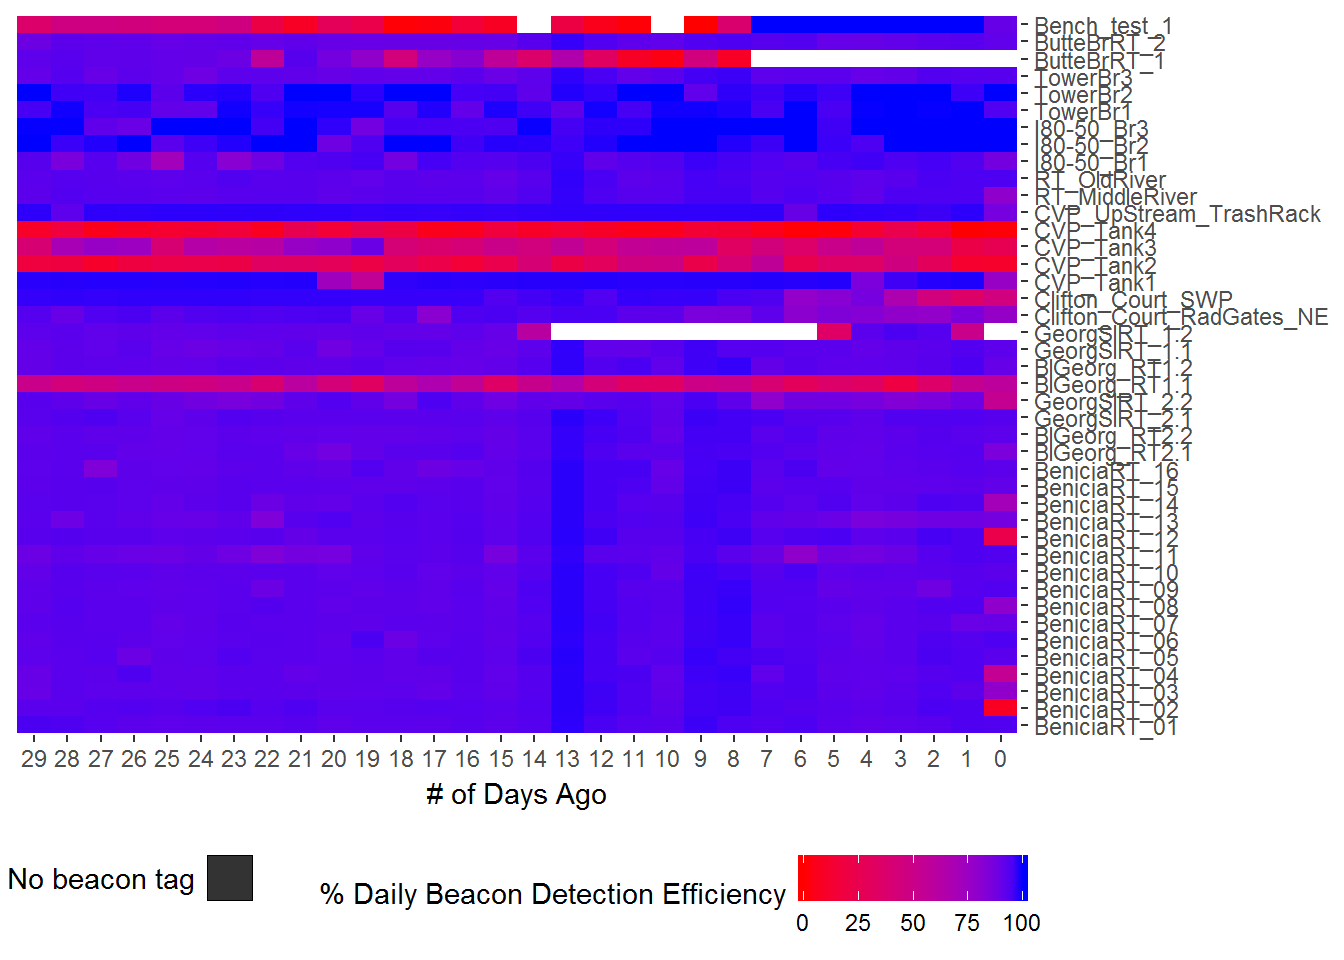 Bench_test_1
ButteBrRT_2
ButteBrRT_1
TowerBr3
TowerBr2
TowerBr1
I80-50_Br3
I80-50_Br2
I80-50_Br1
RT_OldRiver
RT_MiddleRiver
CVP_UpStream_TrashRack
CVP_Tank4
CVP_Tank3
CVP_Tank2
CVP_Tank1
Clifton_Court_SWP
Clifton_Court_RadGates_NE
GeorgSlRT_1.2
GeorgSlRT_1.1
BlGeorg_RT1.2
BlGeorg_RT1.1
GeorgSlRT_2.2
GeorgSlRT_2.1
BlGeorg_RT2.2
BlGeorg_RT2.1
BeniciaRT_16
BeniciaRT_15
BeniciaRT_14
BeniciaRT_13
BeniciaRT_12
BeniciaRT_11
BeniciaRT_10
BeniciaRT_09
BeniciaRT_08
BeniciaRT_07
BeniciaRT_06
BeniciaRT_05
BeniciaRT_04
BeniciaRT_03
BeniciaRT_02
BeniciaRT_01
29 28 27 26 25 24 23 22 21 20 19 18 17 16 15 14 13 12 11 10 9 8 7 6 5 4 3 2 1 0
# of Days Ago
No beacon tag
% Daily Beacon Detection Efficiency
0 25 50 75 100